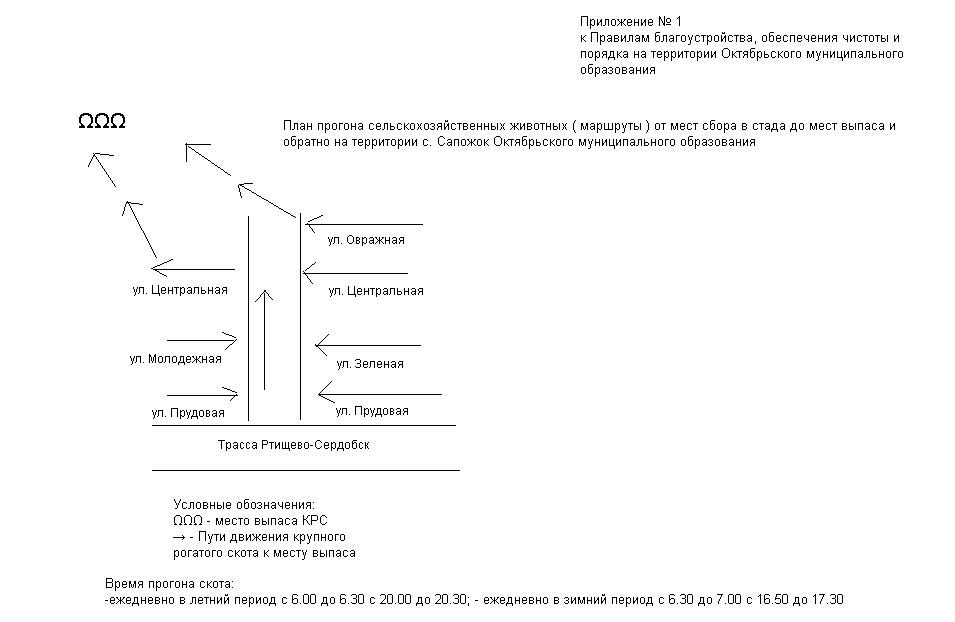 Приложение № 1
к Правилам благоустройства, обеспечения чистоты и
порядка на территории Октябрьского муниципального
образования
ΩΩΩ
План прогона сельскохозяйственных животных ( маршруты ) от мест сбора в стада до мест выпаса и
обратно на территории с. Сапожок Октябрьского муниципального образования
ул. Овражная
ул. Центральная
ул. Центральная
ул. Молодежная
ул. Зеленая
ул. Прудовая
ул. Прудовая
Трасса Ртищево-Сердобск
Условные обозначения:
ΩΩΩ - место выпаса КРС
→ - Пути движения крупного
рогатого скота к месту выпаса
Время прогона скота:
-ежедневно в летний период с 6.00 до 6.30 с 20.00 до 20.30; - ежедневно в зимний период с 6.30 до 7.00 с 16.50 до 17.30